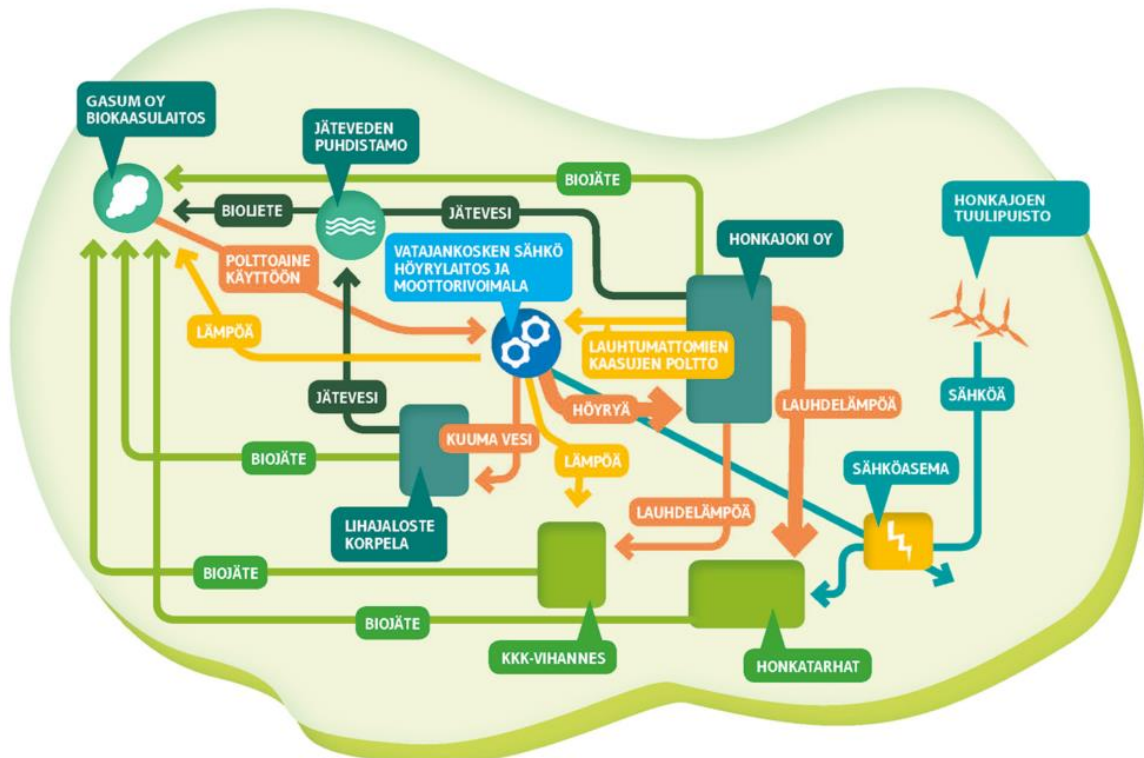 GASUM OY
BIOKAASULAITOS
JÄTEVEDEN
PUHDISTAMO
BIOJÄTE
HONKAJOEN
TUULIPUISTO
BIOLIETE
JÄTEVESI
HONKAJOKI OY
VATAJANKOSKEN SÄHKÖ
HÖYRYLAITOS JA
MOOTTORIVOIMALA
POLTTOAINE
KÄYTTÖÖN
LÄMPÖÄ
LAUHTUMATTOMIEN
KAASUJEN POLTTO
JÄTEVESI
HÖYRYÄ
LAUHDELÄMPÖÄ
SÄHKÖÄ
KUUMA VESI
BIOJÄTE
LÄMPÖÄ
SÄHKÖASEMA
LAUHDELÄMPÖÄ
LIHAJALOSTE
KORPELA
BIOJÄTE
BIOJÄTE
KKK-VIHANNES
HONKATARHAT